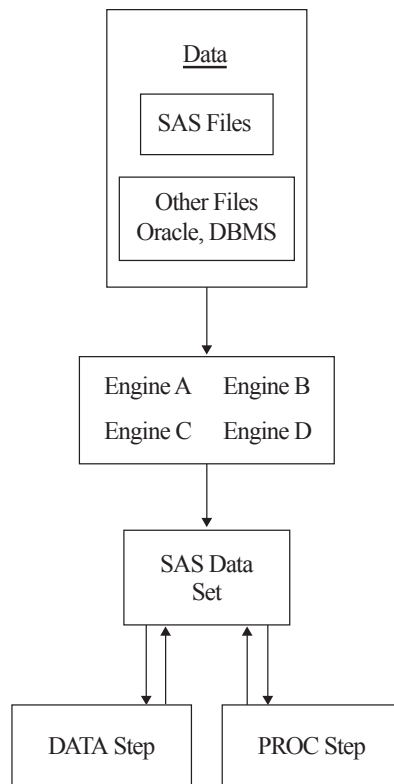 Data
SAS Files
Other Files
Oracle, DBMS
Engine A Engine B
Engine C Engine D
SAS Data
Set
DATA Step PROC Step